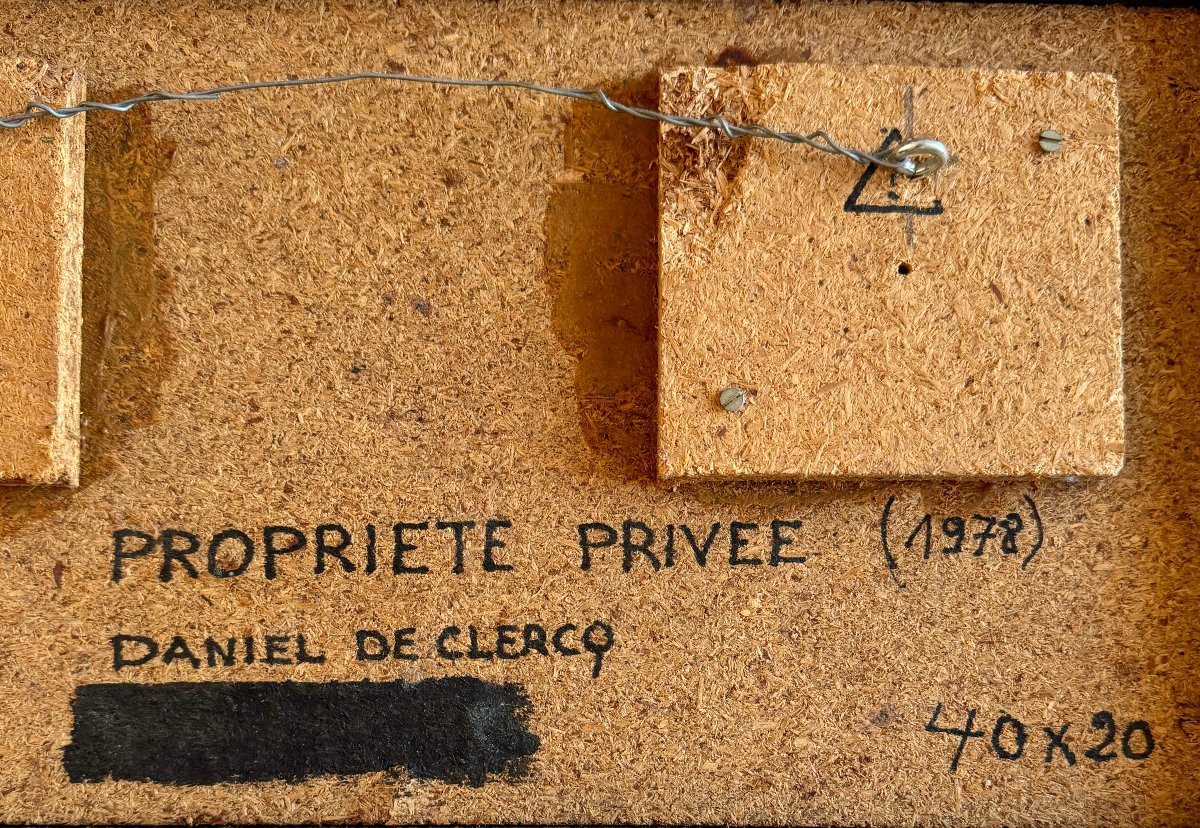 PROPRIETE PRIVEE (1978)
DANIEL DE CLERCQ
40x20